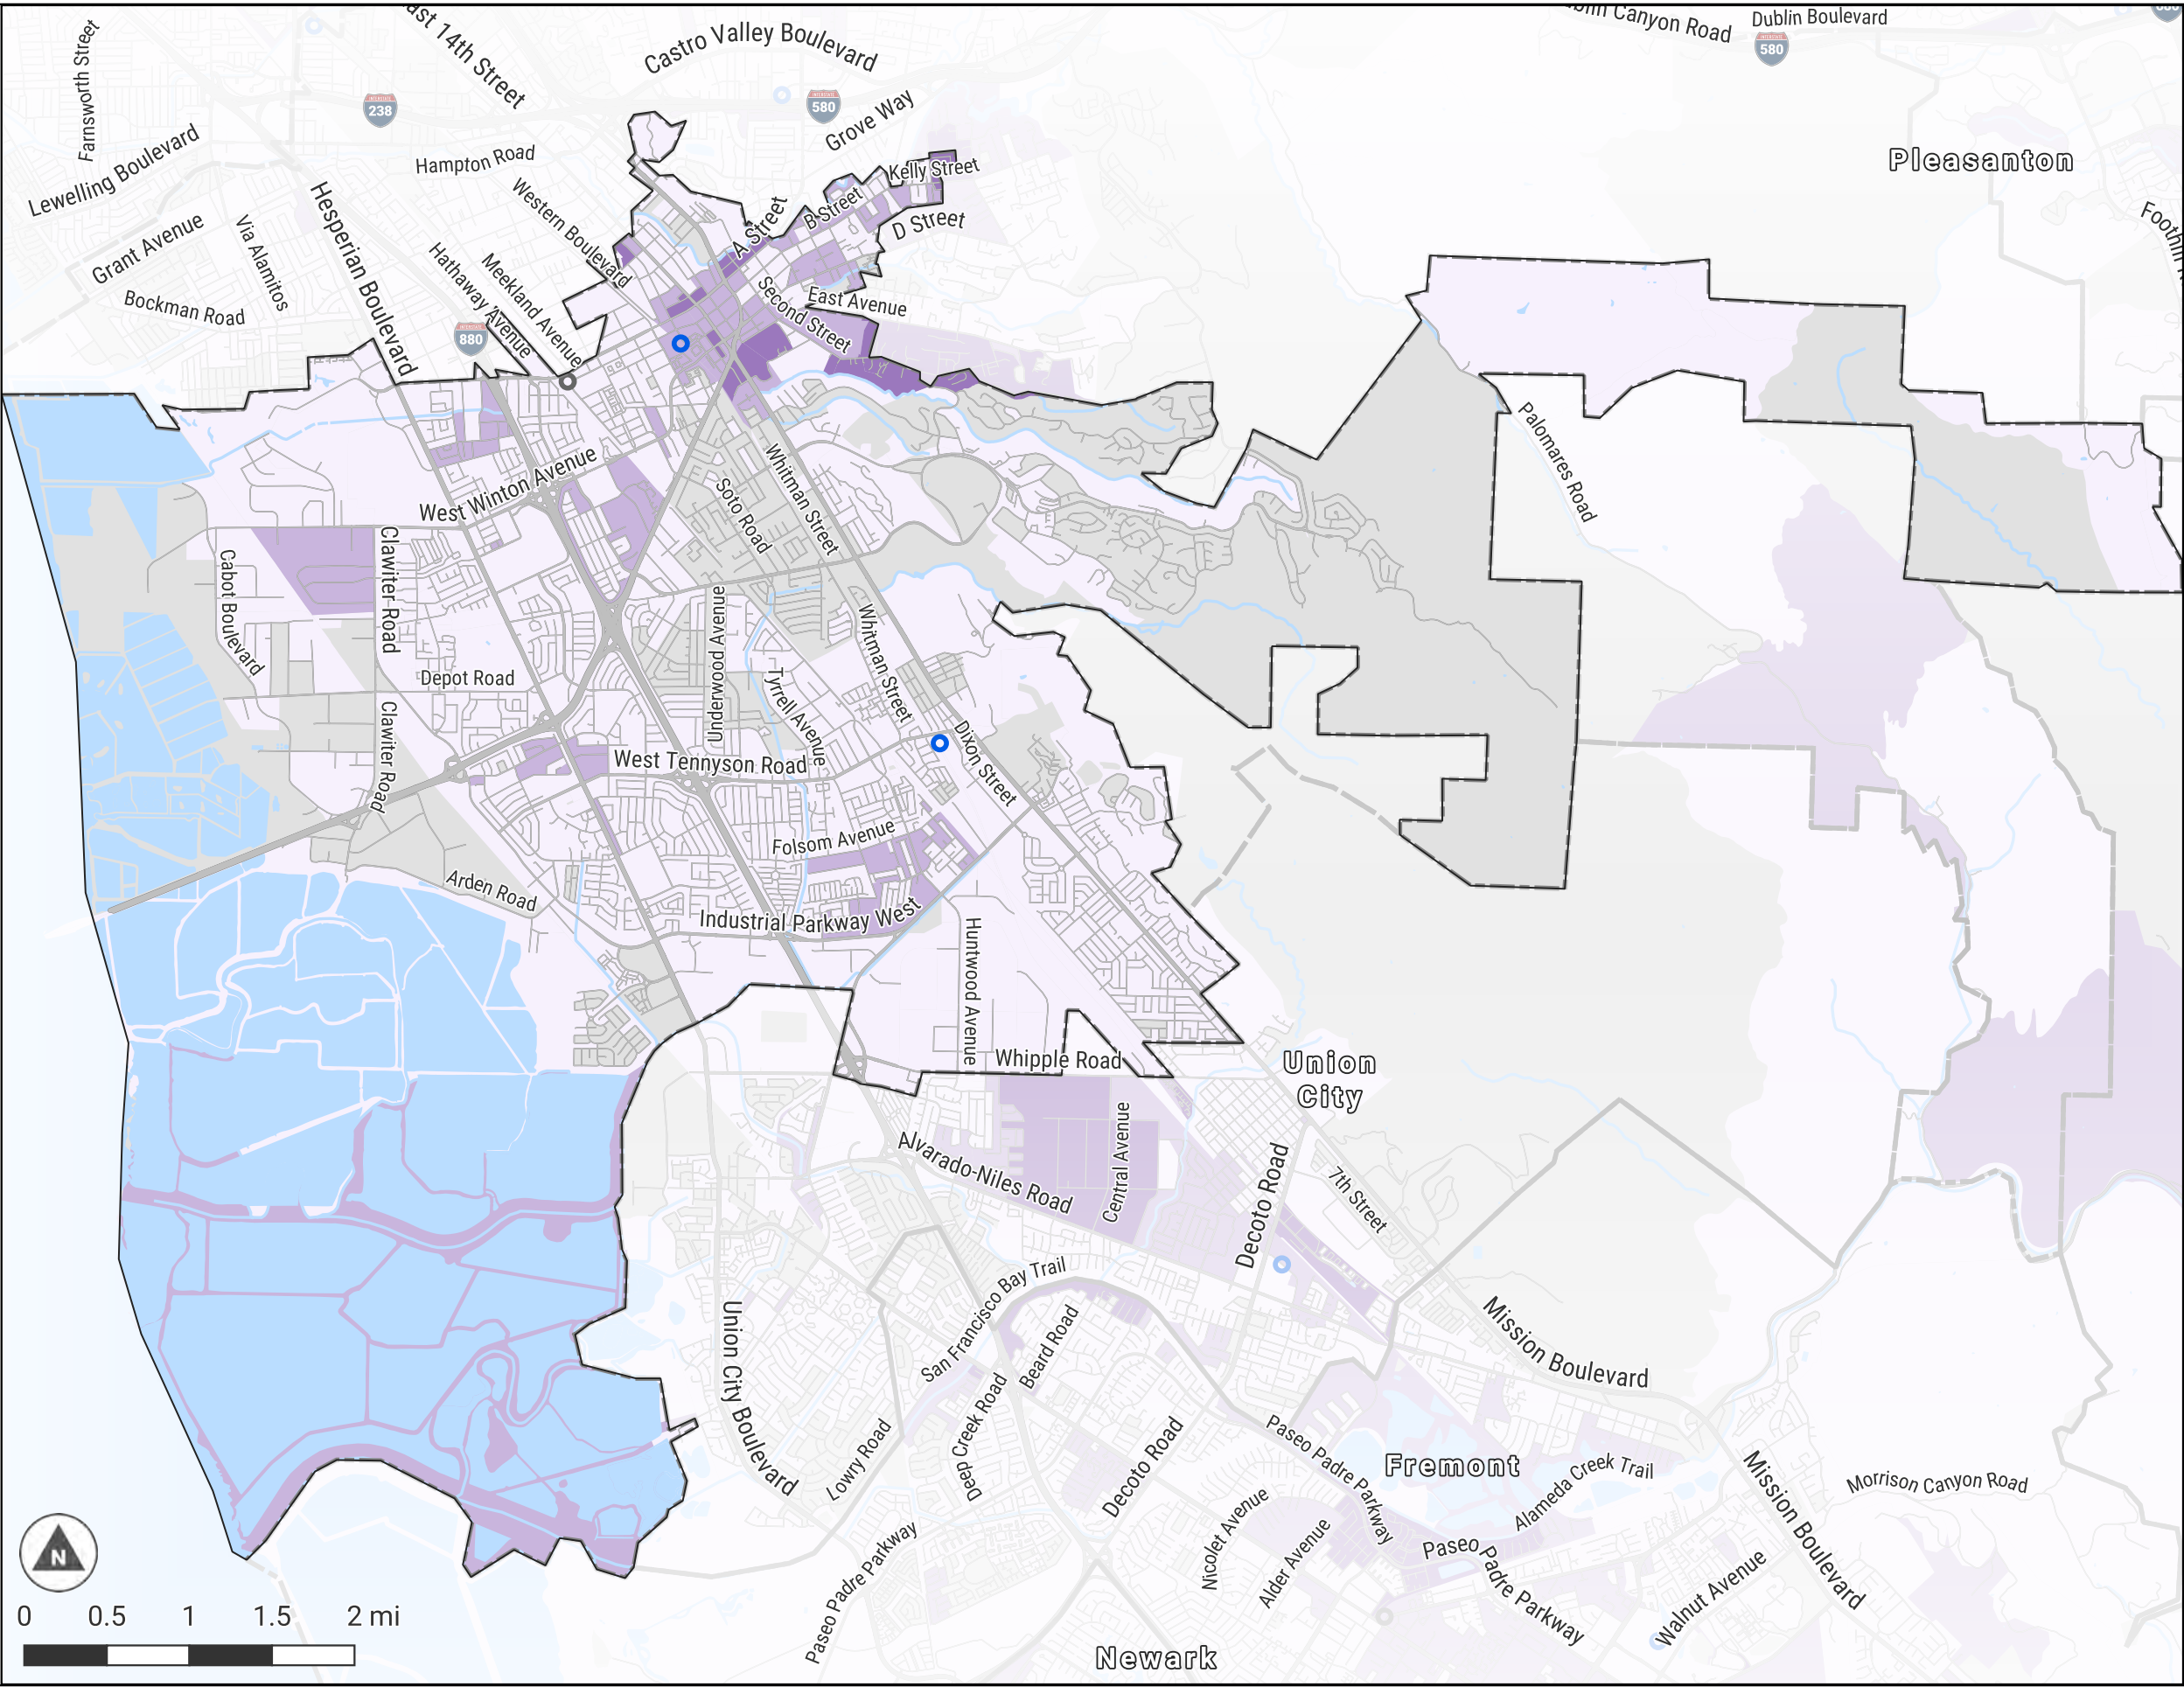 East 14th Street
Castro Valley Boulevard
Dublin Canyon Road
Dublin Boulevard
INTERSTATE
580
Farnsworth Street
INTERSTATE
238
INTERSTATE
580
Grove Way
Lewelling Boulevard
Hampton Road
Kelly Street
Pleasanton
Grant Avenue
Via Alamitos
Hesperian Boulevard
Western Boulevard
A Street
B Street
D Street
Bockman Road
Hathaway Avenue
Meekland Avenue
Second Street
East Avenue
INTERSTATE
880
Palomares Road
West Winton Avenue
Whitman Street
Soto Road
Cabot Boulevard
Clawiter Road
Underwood Avenue
Whitman Street
Depot Road
Tyrrell Avenue
Clawiter Road
West Tennyson Road
Dixon Street
Folsom Avenue
Arden Road
Industrial Parkway West
Huntwood Avenue
Whipple Road
Union
City
Alvarado-Niles Road
Central Avenue
Decoto Road
7th Street
San Francisco Bay Trail
Beard Road
Union City Boulevard
Mission Boulevard
Lowry Road
Deep Creek Road
Decoto Road
Paseo Padre Parkway
Fremont
Alameda Creek Trail
Mission Boulevard
Morrison Canyon Road
Nicolet Avenue
Alder Avenue
Paseo Padre Parkway
Paseo Padre Parkway
Walnut Avenue
Newark
N
0 0.5 1 1.5 2 mi